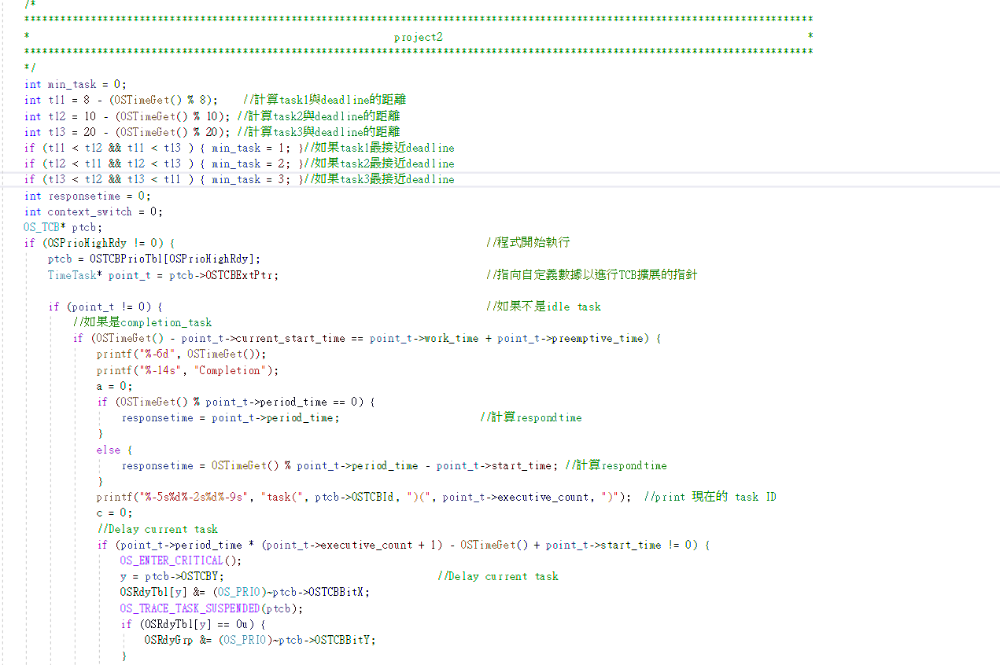 /*
*********************************************************************************************************************************
*                                                            project2                                                            *
*********************************************************************************************************************************
*/
int min_task = 0;
int t11 = 8 - (OSTimeGet() % 8);    //計算task1與deadline的距離
int t12 = 10 - (OSTimeGet() % 10); //計算task2與deadline的距離
int t13 = 20 - (OSTimeGet() % 20); //計算task3與deadline的距離
if (t11 < t12 && t11 < t13 ) { min_task = 1; }//如果task1最接近deadline
if (t12 < t11 && t12 < t13 ) { min_task = 2; }//如果task2最接近deadline
if (t13 < t12 && t13 < t11 ) { min_task = 3; }//如果task3最接近deadline
int responsetime = 0;
int context_switch = 0;
OS_TCB* ptcb;
if (OSPrioHighRdy != 0) {    //程式開始執行
ptcb = OSTCBPrioTbl[OSPrioHighRdy];
TimeTask* point_t = ptcb->OSTCBExtPtr;    //指向自定義數據以進行TCB擴展的指針
if (point_t != 0) {    //如果不是idle task
//如果是completion_task
if (OSTimeGet() - point_t->current_start_time == point_t->work_time + point_t->preemptive_time) {
printf("%-6d", OSTimeGet());
printf("%-14s", "Completion");
a = 0;
if (OSTimeGet() % point_t->period_time == 0) {
responsetime = point_t->period_time;    //計算respondtime
}
else {
responsetime = OSTimeGet() % point_t->period_time - point_t->start_time; //計算respondtime
}
printf("%-5s%d%-2s%d%-9s", "task(", ptcb->OSTCBId, ")(", point_t->executive_count, ")");  //print 現在的 task ID
c = 0;
//Delay current task
if (point_t->period_time * (point_t->executive_count + 1) - OSTimeGet() + point_t->start_time != 0) {
OS_ENTER_CRITICAL();
y = ptcb->OSTCBY;    //Delay current task
OSRdyTbl[y] &= (OS_PRIO)~ptcb->OSTCBBitX;
OS_TRACE_TASK_SUSPENDED(ptcb);
if (OSRdyTbl[y] == 0u) {
OSRdyGrp &= (OS_PRIO)~ptcb->OSTCBBitY;
}